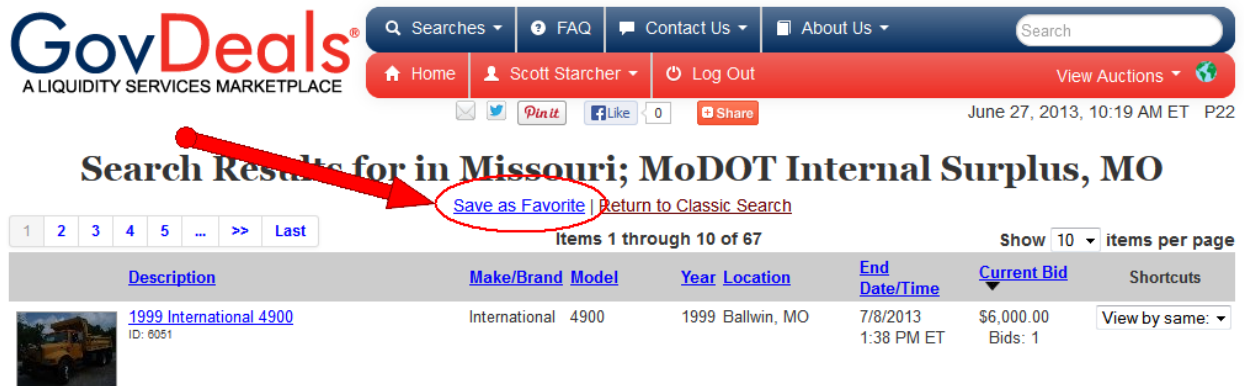 GovDeals®
A LIQUIDITY SERVICES MARKETPLACE
Searches FAQ Contact Us About Us Search
Home Scott Starcher Log Out View Auctions
Pin it Like 0 Share June 27, 2013, 10:19 AM ET P22
Search Results for in Missouri; MoDOT Internal Surplus, MO
Save as Favorite | Return to Classic Search
1 2 3 4 5 ... >> Last Items 1 through 10 of 67 Show 10 items per page
Description Make/Brand Model Year Location End Date/Time Current Bid Shortcuts
1999 International 4900 International 4900 1999 Ballwin, MO 7/8/2013 $6,000.00 View by same:
ID: 6051 1:38 PM ET Bids: 1